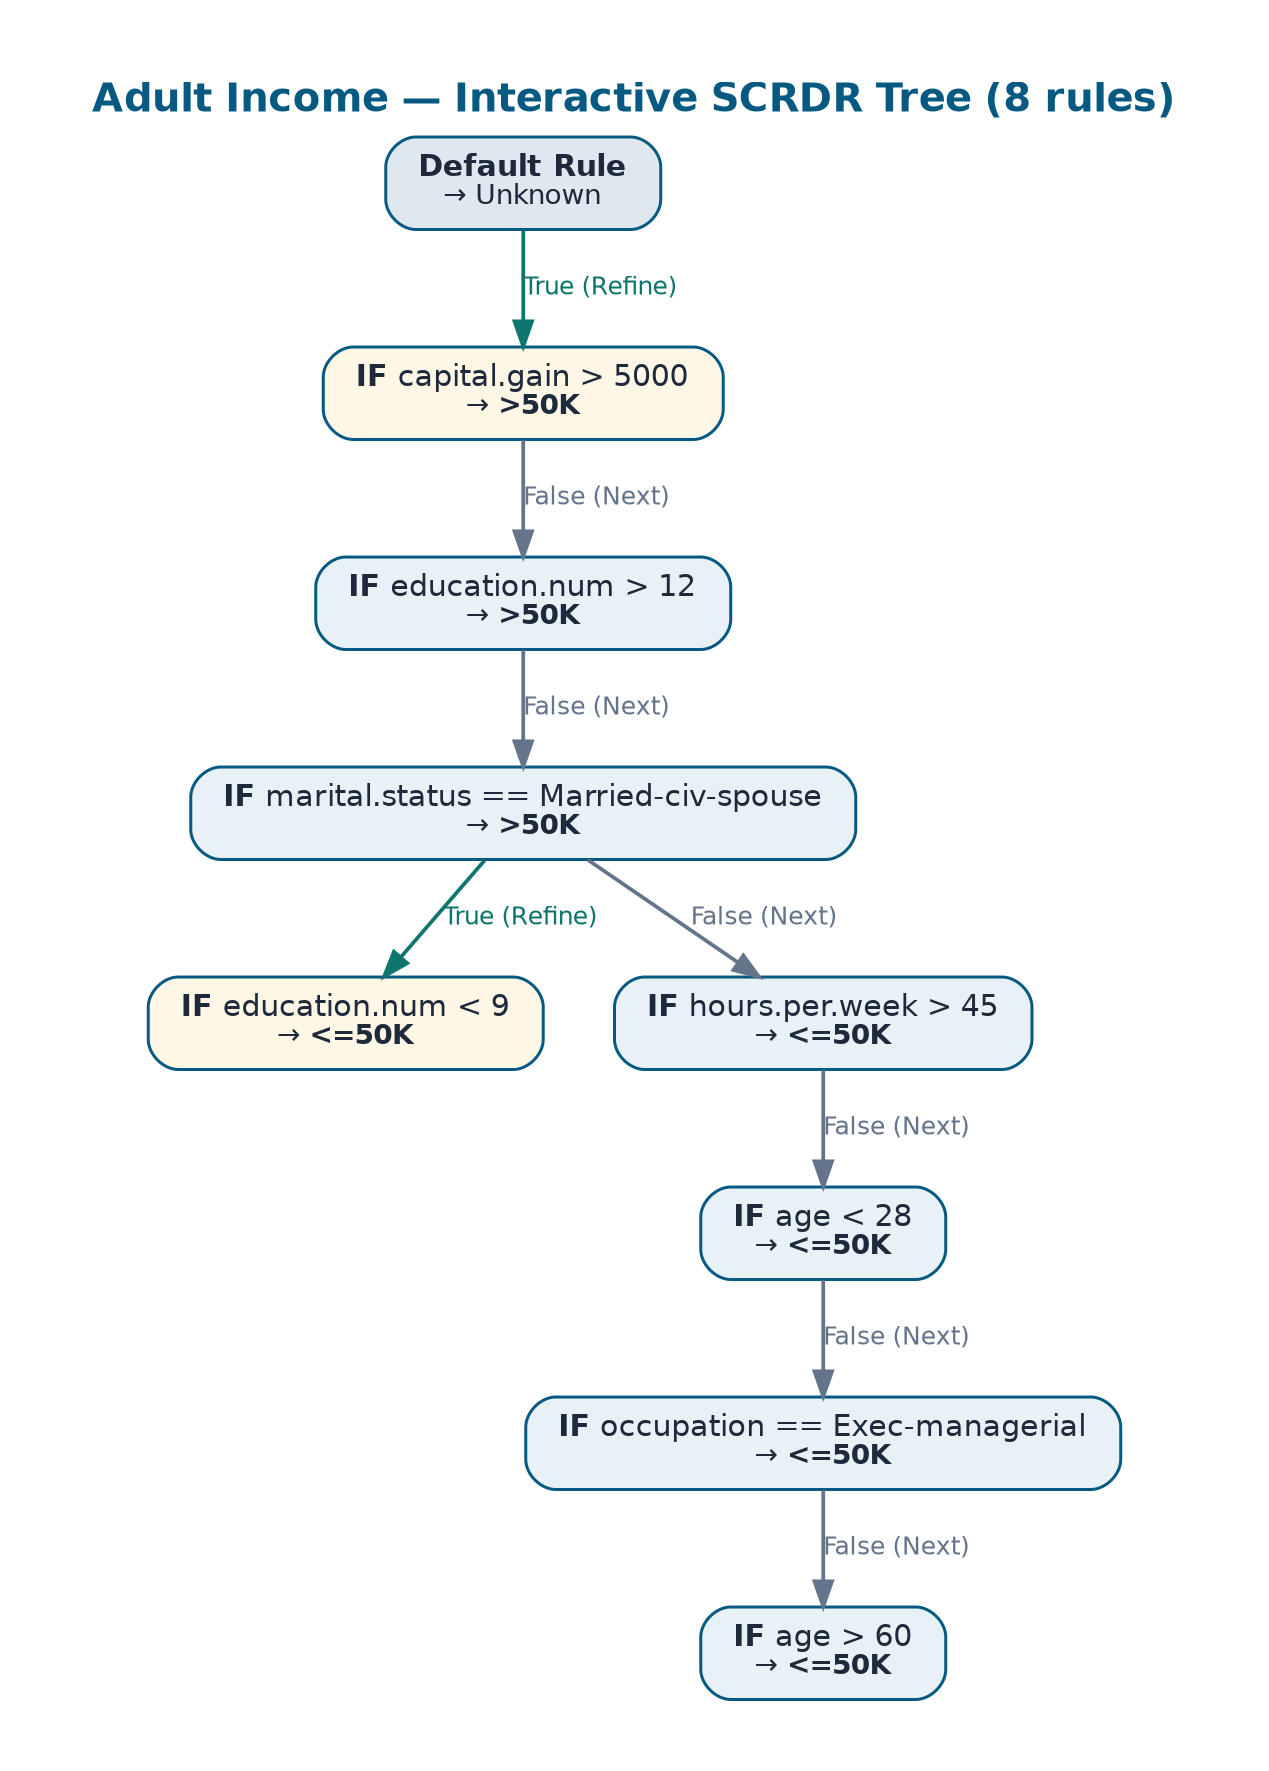 Adult Income — Interactive SCRDR Tree (8 rules)
Default Rule
→ Unknown
True (Refine)
IF capital.gain > 5000
→ >50K
False (Next)
IF education.num > 12
→ >50K
False (Next)
IF marital.status == Married-civ-spouse
→ >50K
True (Refine)
False (Next)
IF education.num < 9
→ <=50K
IF hours.per.week > 45
→ <=50K
False (Next)
IF age < 28
→ <=50K
False (Next)
IF occupation == Exec-managerial
→ <=50K
False (Next)
IF age > 60
→ <=50K